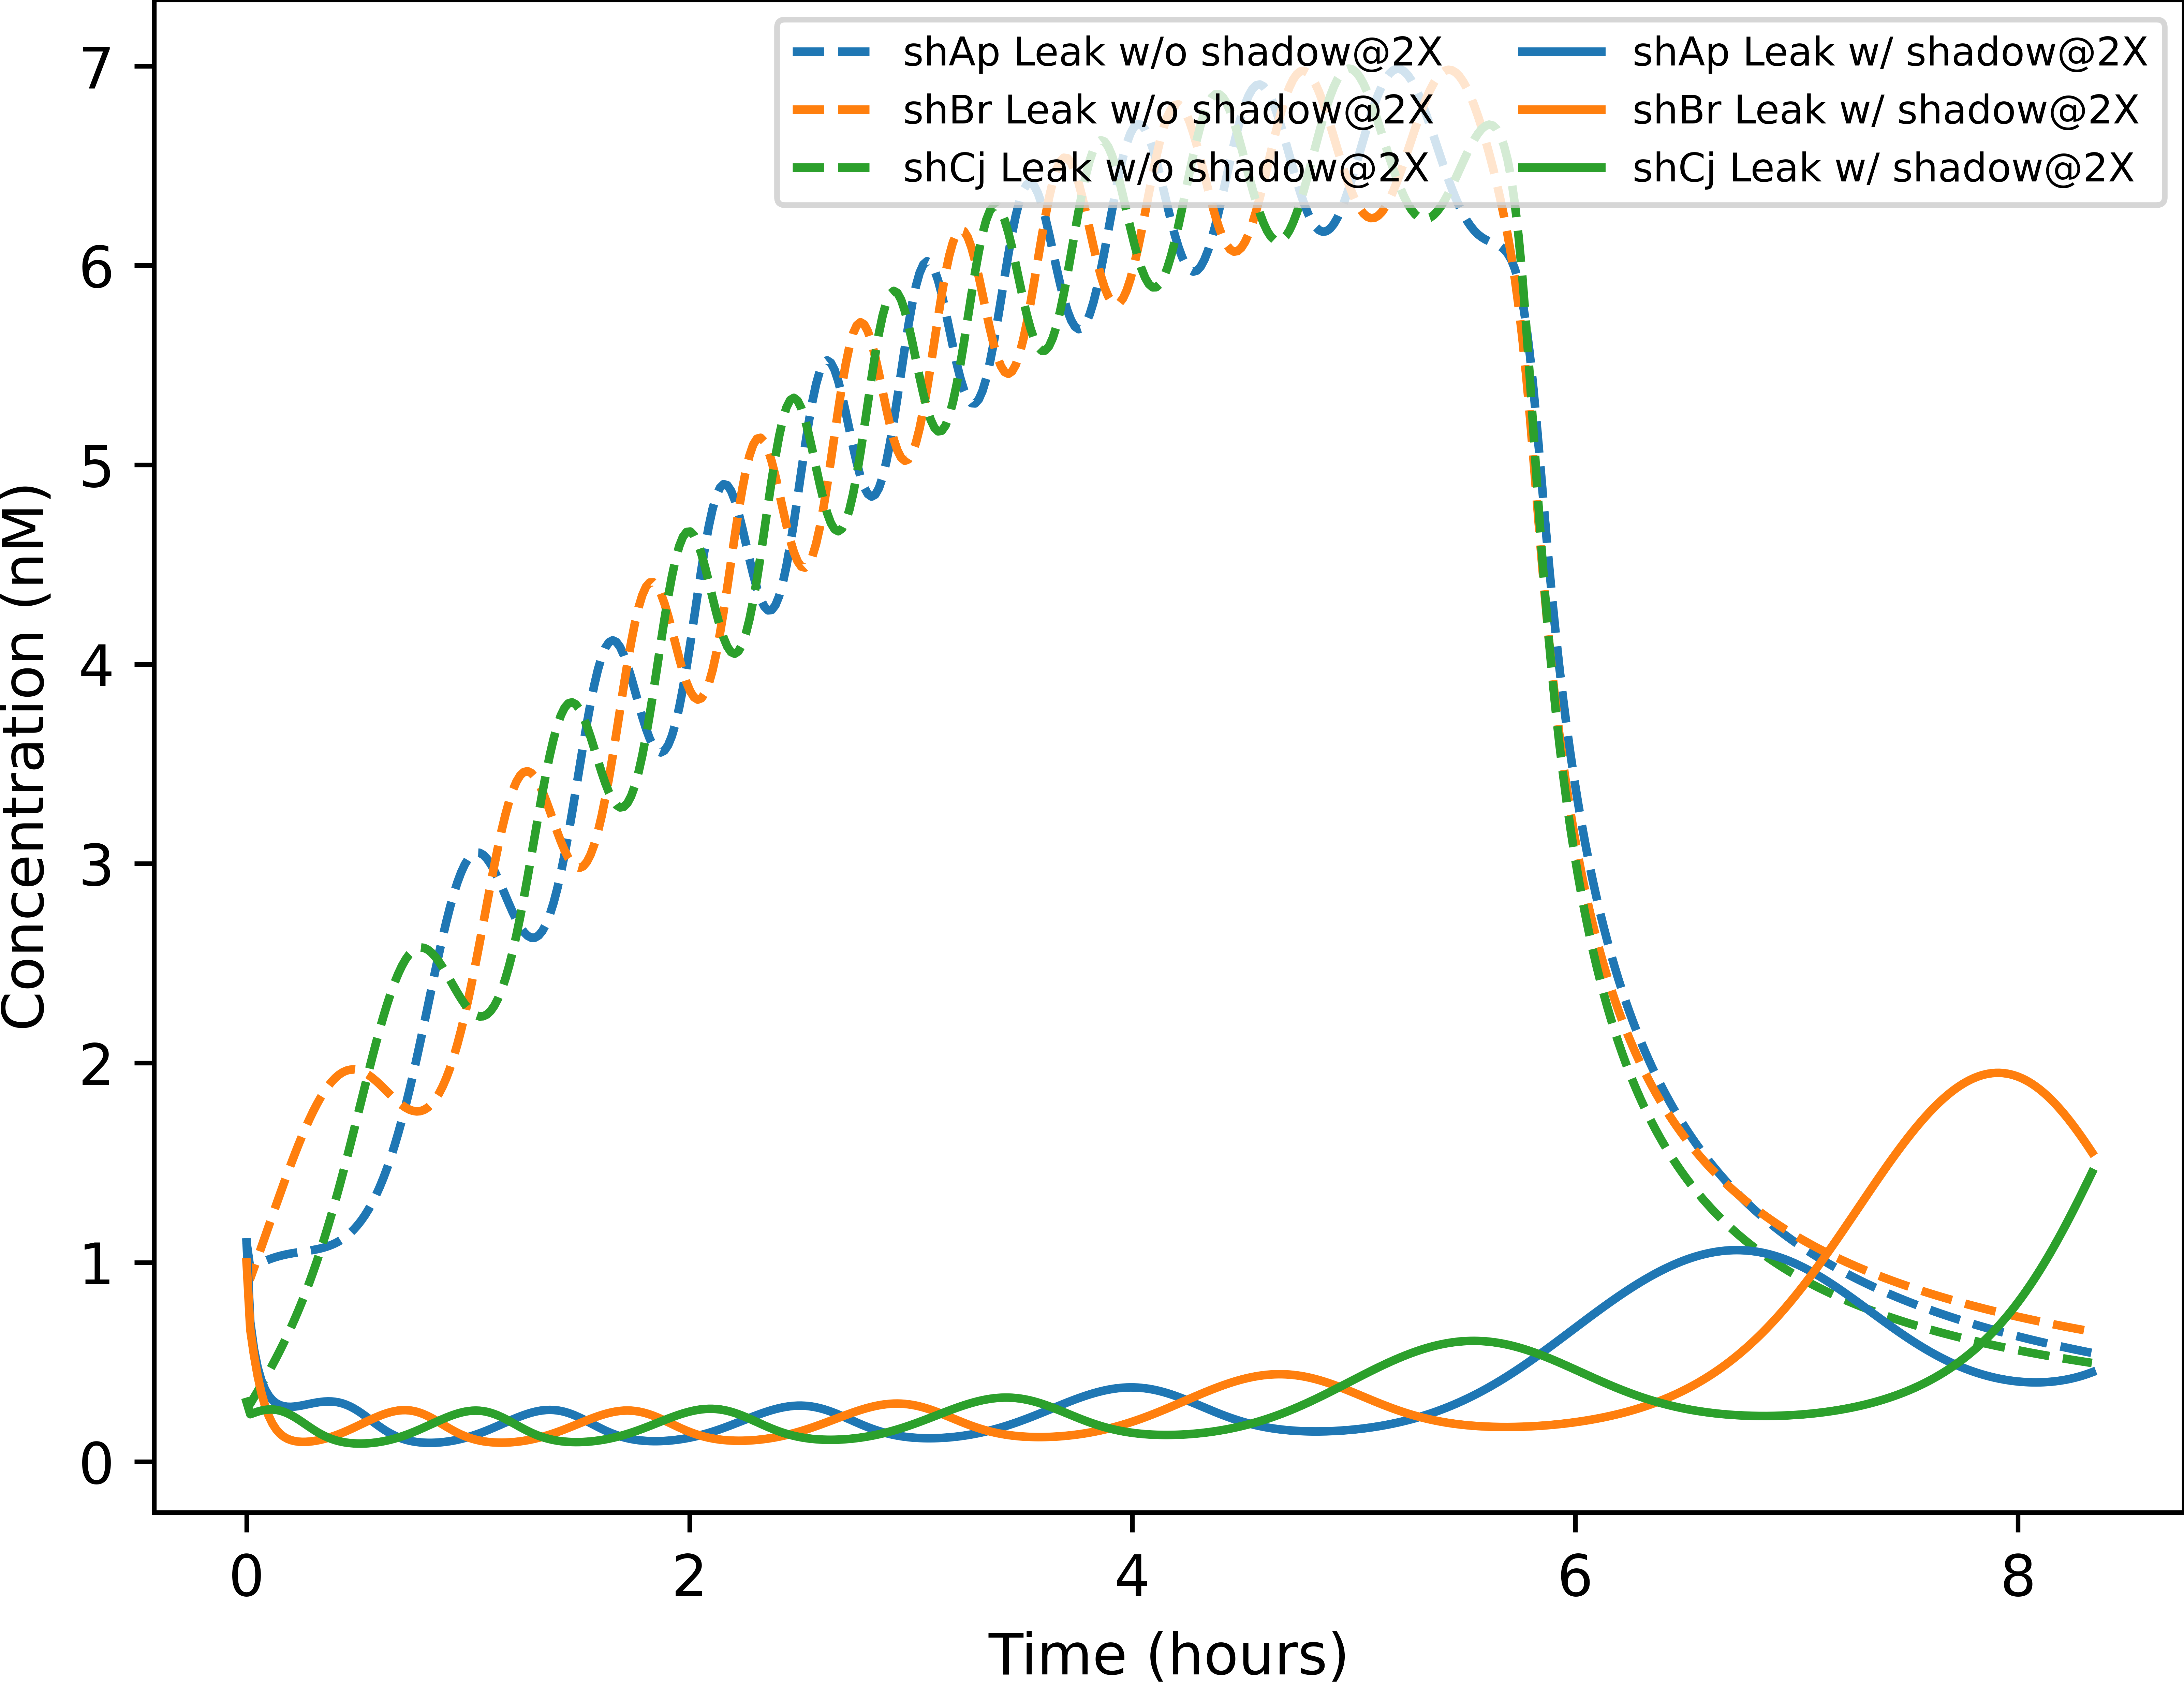 shAp Leak w/o shadow@2X
shBr Leak w/o shadow@2X
shCj Leak w/o shadow@2X
shAp Leak w/ shadow@2X
shBr Leak w/ shadow@2X
shCj Leak w/ shadow@2X
Concentration (nM)
7
6
5
4
3
2
1
0
0 2 4 6 8
Time (hours)